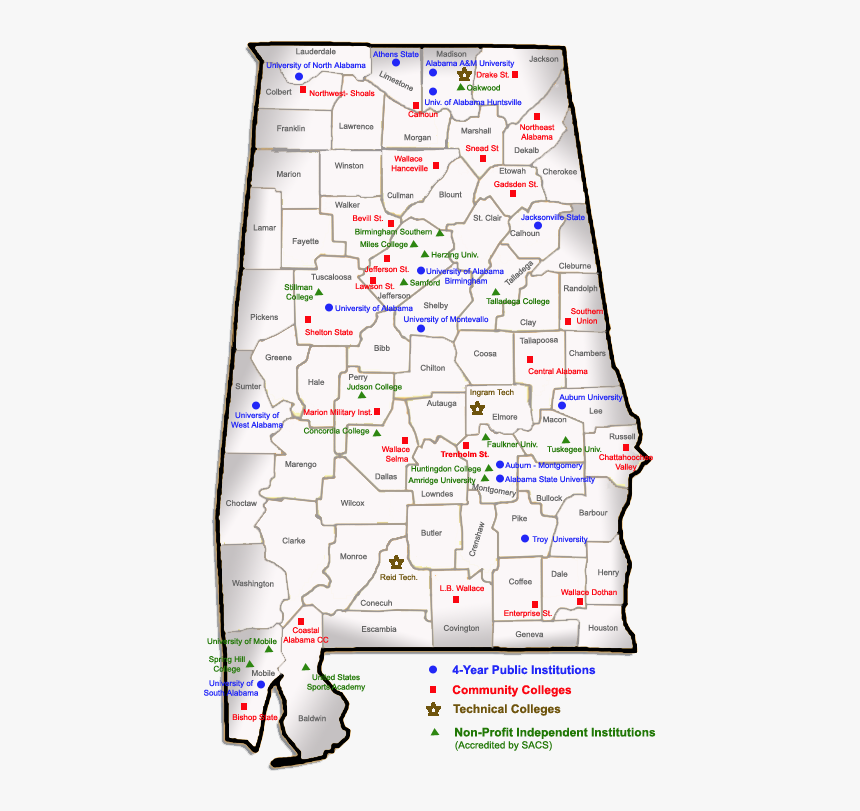 Lauderdale
Madison
Athens State
Jackson
University of North Alabama
Alabama A&M University
Limestone
Drake St.
Colbert
Northwest- Shoals
Oakwood
Univ. of Alabama Huntsville
Calhoun
Franklin
Lawrence
Morgan
Marshall
Northeast
Alabama
Snead St
Dekalb
Marion
Winston
Wallace
Hanceville
Etowah
Cherokee
Gadsden St.
Cullman
Blount
Walker
Lamar
Bevill St.
St. Clair
Jacksonville State
Birmingham Southern
Calhoun
Fayette
Miles College
Herzing Univ.
Jefferson St.
University of Alabama
Birmingham
Talladega
Cleburne
Tuscaloosa
Lawson St.
Samford
Stillman
College
Jefferson
Randolph
Talladega College
University of Alabama
Shelby
Pickens
Shelton State
University of Montevallo
Clay
Southern
Union
Tallapoosa
Bibb
Coosa
Chambers
Greene
Chilton
Central Alabama
Perry
Hale
Sumter
Judson College
Ingram Tech
Auburn University
Autauga
Lee
University of
West Alabama
Marion Military Inst.
Elmore
Macon
Concordia College
Russell
Faulkner Univ.
Tuskegee Univ.
Wallace
Selma
Trenholm St.
Chattahoochee
Valley
Marengo
Huntingdon College
Auburn - Montgomery
Dallas
Amridge University
Alabama State University
Lowndes
Montgomery
Bullock
Choctaw
Wilcox
Barbour
Pike
Butler
Crenshaw
Clarke
Troy University
Monroe
Reid Tech.
Washington
Coffee
Dale
Henry
L.B. Wallace
Wallace Dothan
Conecuh
Enterprise St.
Coastal
Alabama CC
Escambia
Covington
Geneva
Houston
University of Mobile
Spring Hill
College
Mobile
United States
Sports Academy
University of
South Alabama
Bishop State
Baldwin
4-Year Public Institutions
Community Colleges
Technical Colleges
Non-Profit Independent Institutions
(Accredited by SACS)